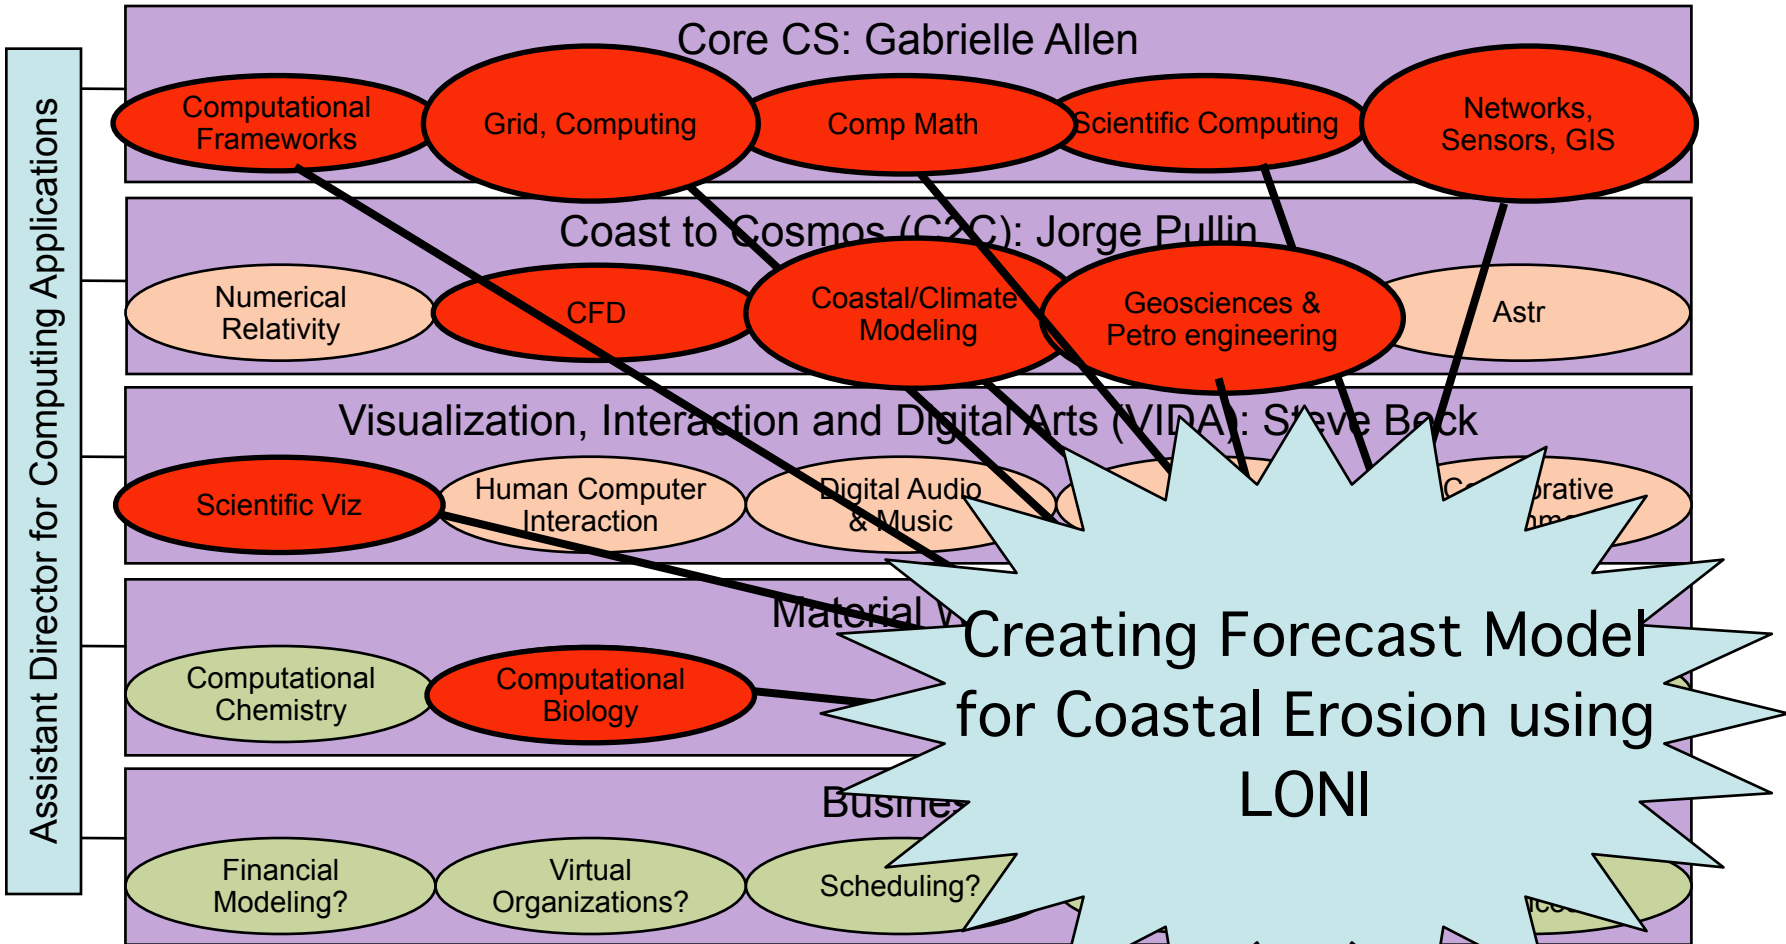 Assistant Director for Computing Applications
Core CS: Gabrielle Allen
Computational
Frameworks
Grid, Computing
Comp Math
Scientific Computing
Networks,
Sensors, GIS
Coast to Cosmos (C2C): Jorge Pullin
Numerical
Relativity
CFD
Coastal/Climate
Modeling
Geosciences &
Petro engineering
Astr
Visualization, Interaction and Digital Arts (VIDA): Steve Beck
Scientific Viz
Human Computer
Interaction
Digital Audio
& Music
Material
Computational
Chemistry
Computational
Biology
Creating Forecast Model
for Coastal Erosion using
LONI
Financial
Modeling?
Virtual
Organizations?
Scheduling?